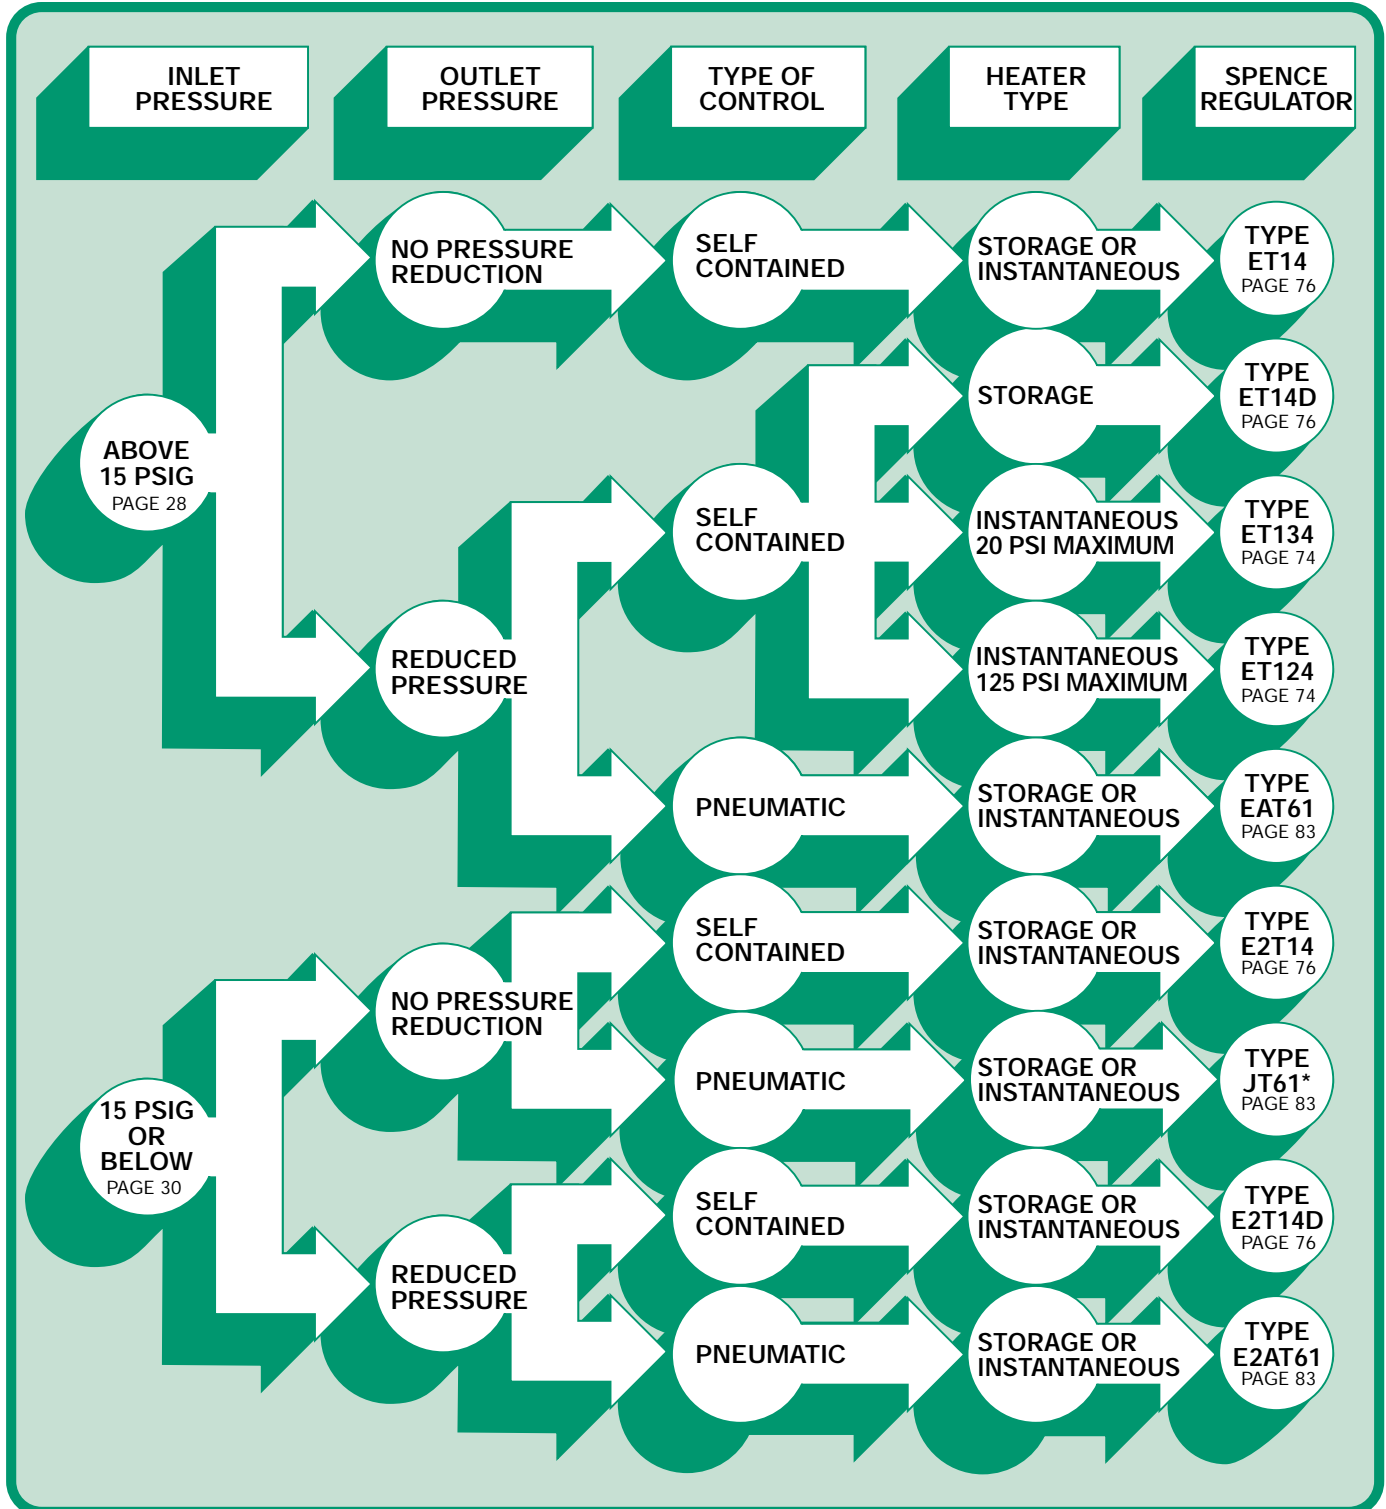 INLET
PRESSURE
OUTLET
PRESSURE
TYPE OF
CONTROL
HEATER
TYPE
SPENCE
REGULATOR
ABOVE
15 PSIG
PAGE 28
NO PRESSURE
REDUCTION
SELF
CONTAINED
STORAGE OR
INSTANTANEOUS
TYPE
ET14
PAGE 76
REDUCED
PRESSURE
SELF
CONTAINED
STORAGE
TYPE
ET14D
PAGE 76
INSTANTANEOUS
20 PSI MAXIMUM
TYPE
ET134
PAGE 74
INSTANTANEOUS
125 PSI MAXIMUM
TYPE
ET124
PAGE 74
PNEUMATIC
STORAGE OR
INSTANTANEOUS
TYPE
EAT61
PAGE 83
15 PSIG
OR
BELOW
PAGE 30
NO PRESSURE
REDUCTION
SELF
CONTAINED
STORAGE OR
INSTANTANEOUS
TYPE
E2T14
PAGE 76
PNEUMATIC
STORAGE OR
INSTANTANEOUS
TYPE
JT61*
PAGE 83
REDUCED
PRESSURE
SELF
CONTAINED
STORAGE OR
INSTANTANEOUS
TYPE
E2T14D
PAGE 76
PNEUMATIC
STORAGE OR
INSTANTANEOUS
TYPE
E2AT61
PAGE 83